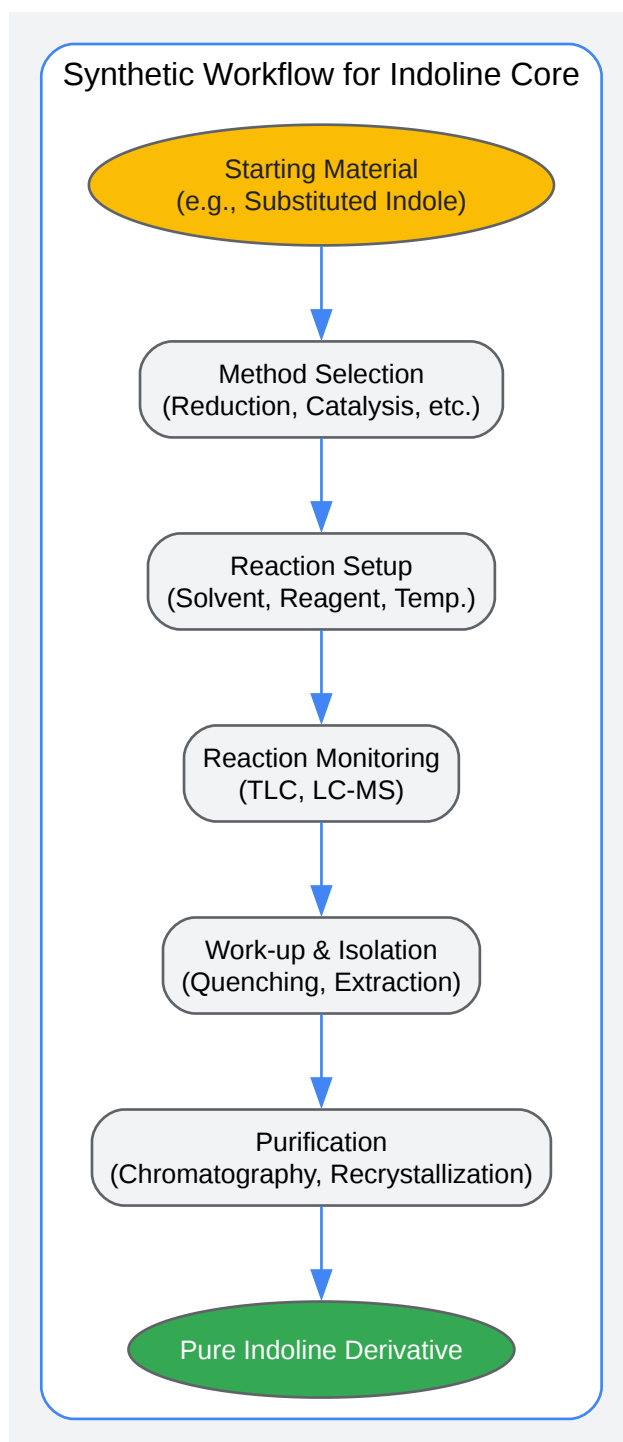 Synthetic Workflow for Indoline Core
Starting Material
(e.g., Substituted Indole)
Method Selection
(Reduction, Catalysis, etc.)
Reaction Setup
(Solvent, Reagent, Temp.)
Reaction Monitoring
(TLC, LC-MS)
Work-up & Isolation
(Quenching, Extraction)
Purification
(Chromatography, Recrystallization)
Pure Indoline Derivative